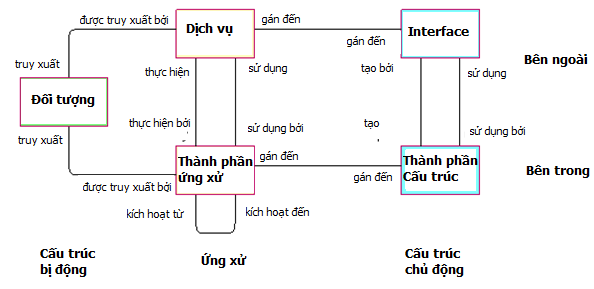 được truy xuất bởi
Dịch vụ
gán đến
gán đến
Interface
Bên ngoài
truy xuất
thực hiện
sử dụng
tạo bởi
sử dụng
Đối tượng
truy xuất
thực hiện bởi
sử dụng bởi
tạo
sử dụng bởi
Thành phần
ứng xử
gán đến
gán đến
Thành phần
Cấu trúc
Bên trong
được truy xuất bởi
kích hoạt từ
kích hoạt đến
Cấu trúc
bị động
Ứng xử
Cấu trúc
chủ động